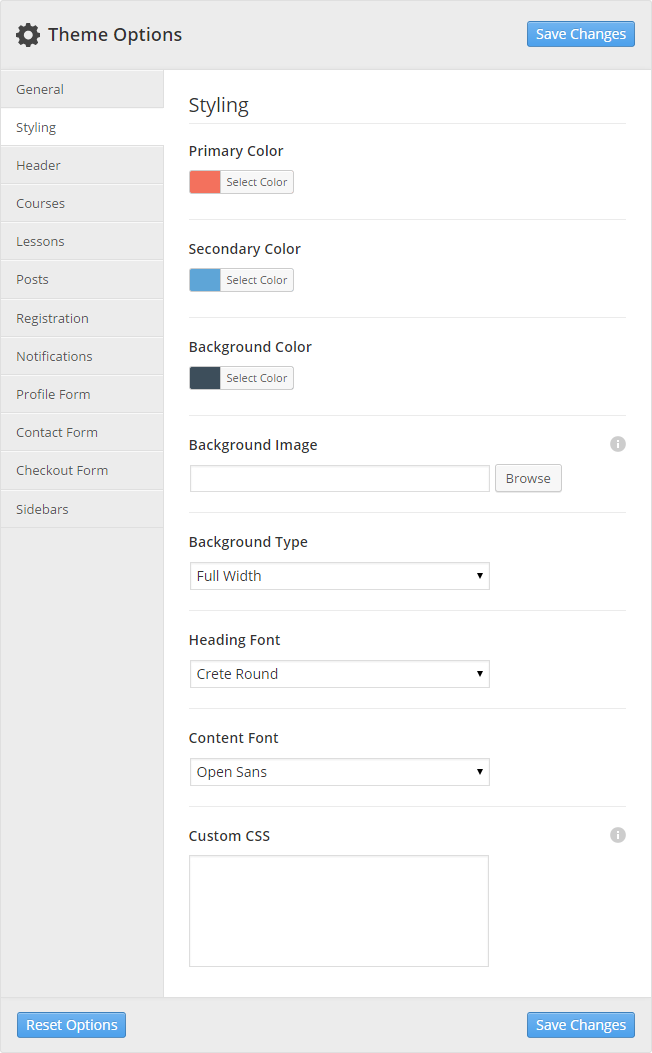 Theme Options
Save Changes
General
Styling
Header
Courses
Lessons
Posts
Registration
Notifications
Profile Form
Contact Form
Checkout Form
Sidebars
Styling
Primary Color
Select Color
Secondary Color
Select Color
Background Color
Select Color
Background Image
Browse
Background Type
Full Width
Heading Font
Crete Round
Content Font
Open Sans
Custom CSS
Reset Options
Save Changes